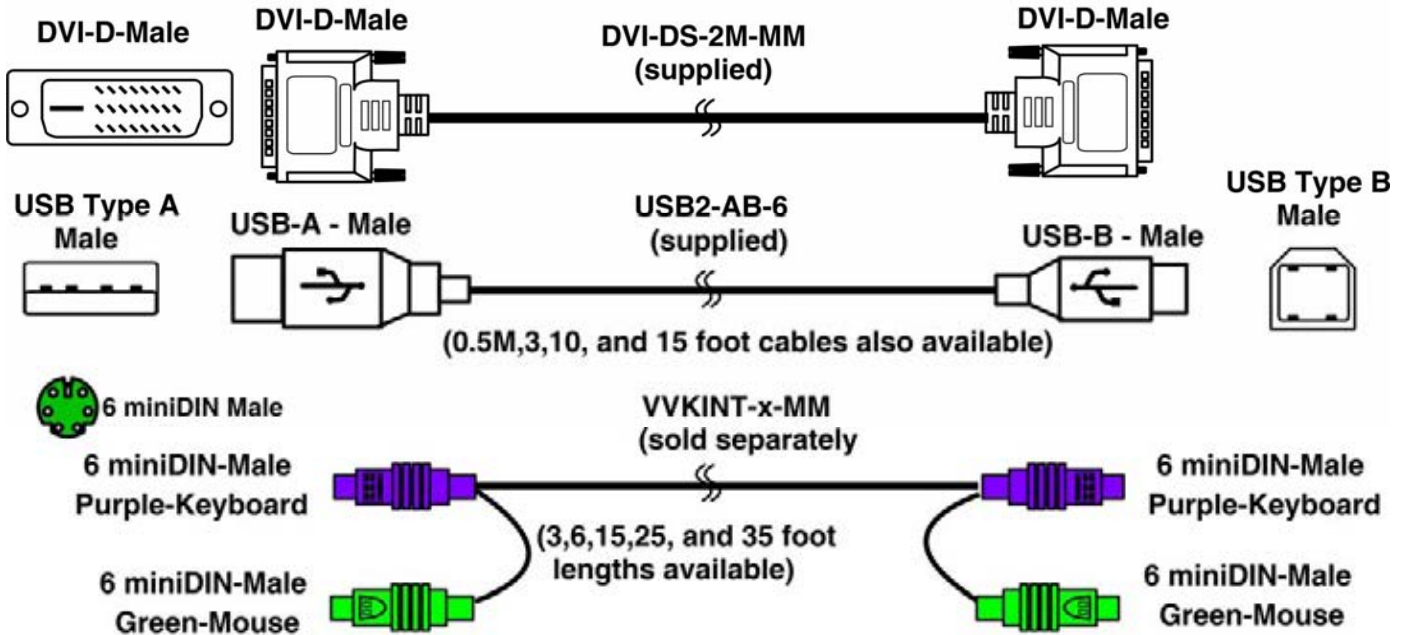 DVI-D-Male
DVI-D-Male
DVI-DS-2M-MM
(supplied)
DVI-D-Male
USB Type A
Male
USB-A - Male
USB2-AB-6
(supplied)
USB-B - Male
USB Type B
Male
(0.5M,3,10, and 15 foot cables also available)
6 miniDIN Male
VVKINT-x-MM
(sold separately
6 miniDIN-Male
Purple-Keyboard
6 miniDIN-Male
Purple-Keyboard
(3,6,15,25, and 35 foot
lengths available)
6 miniDIN-Male
Green-Mouse
6 miniDIN-Male
Green-Mouse